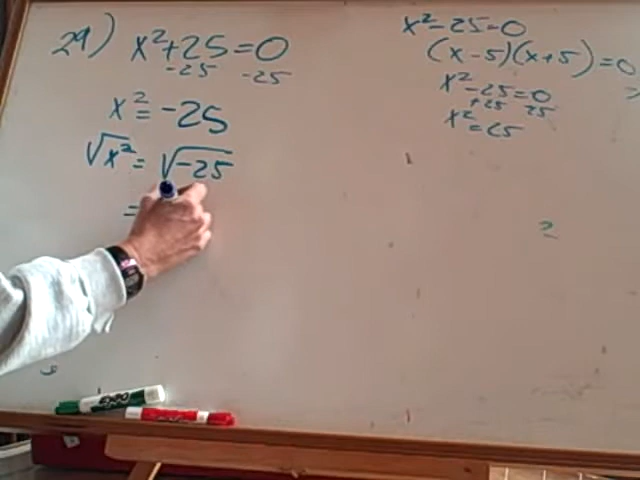 29) x²+25=0
-25 -25
x² = -25
√x² = √-25
=
x²-25=0
(x-5)(x+5)=0
x²-25=0
+25 25
x² = 25
EXPO